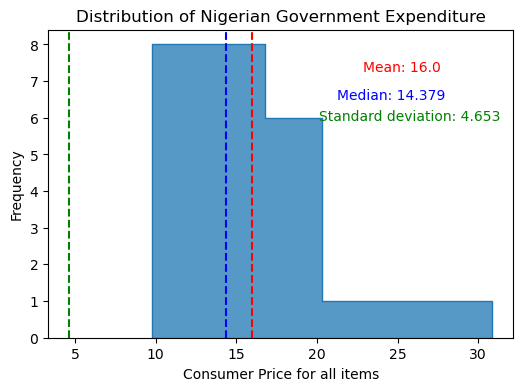 Distribution of Nigerian Government Expenditure
8
7
6
5
4
3
2
1
0
Frequency
Mean: 16.0
Median: 14.379
Standard deviation: 4.653
5 10 15 20 25 30
Consumer Price for all items